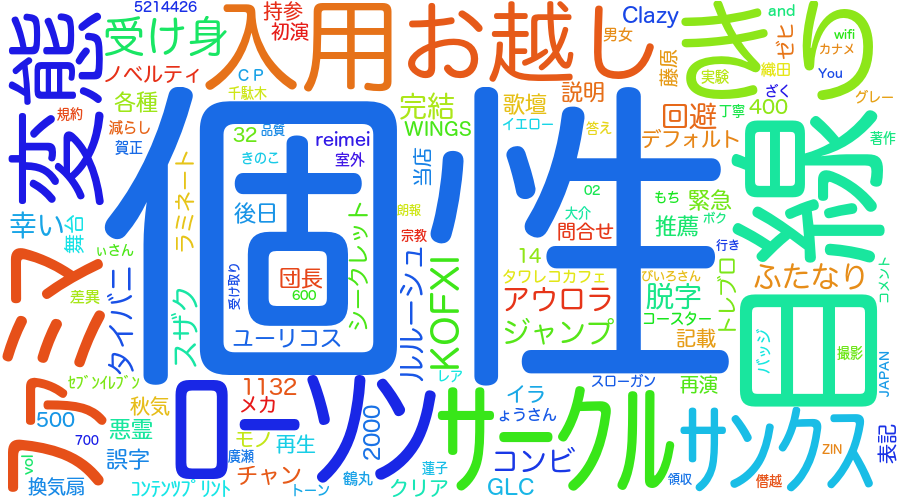 5214426
変態
受け身
入用
持参
初演
お越し
Clazy
男女
きり
and
ゼヒ
wifi
カナメ
You
ノベルティ
CP
千駄木
各種
規約
減らし
賀正
32
品質
きのこ
完結
WINGS
歌壇
イエロー
説明
答え
回避
デフォルト
藤原
実験
織田
ざく
丁寧
400
グレー
著作
個性
reimei
室外
当店
線目
幸い
舞台
ぃさん
ラミネート
後日
シークレット
朗報
宗教
02
大介
もち
緊急
推薦
ボク
問合せ
行き
14
タワレコカフェ
びいろさん
ふたなり
コメント
ファミマ
差異
タイバニ
スザク
団長
600
受け取り
ユーリコス
ルルーシュ
KOFXI
アウロラ
ジャンプ
脱字
コースター
トレブロ
記載
バッジ
撮影
JAPAN
ｾﾌﾞﾝｲﾚﾌﾞﾝ
秋気
500
700
悪霊
誤字
vol
換気扇
ｺﾝﾃﾝﾂﾌﾟﾘﾝﾄ
ローソン
1132
メカ
モノ
廣瀬
再生
チャン
トーン
2000
鶴丸
クリア
蓮子
レア
サークル
イラ
ょうさん
コンビ
GLC
スローガン
再演
サンクス
領収
僭越
ZIN
表記